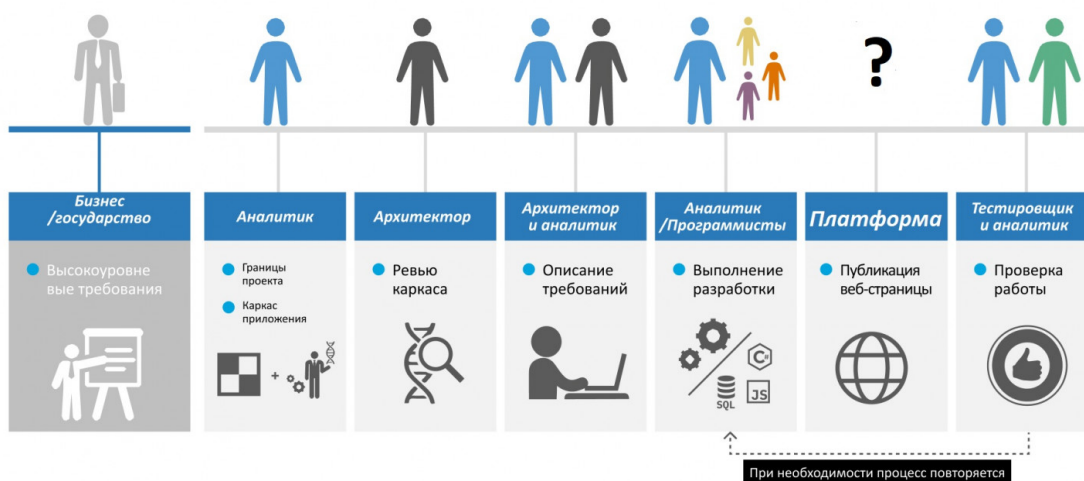 ?
Бизнес
/государство
Высокоуровне
вые требования
Аналитик
Границы
проекта
Каркас
приложения
+
Архитектор
Ревью
каркаса
Архитектор
и аналитик
Описание
требований
Аналитик
/Программисты
Выполнение
разработки
C#
SQL
JS
Платформа
Публикация
веб-страницы
Тестировщик
и аналитик
Проверка
работы
При необходимости процесс повторяется